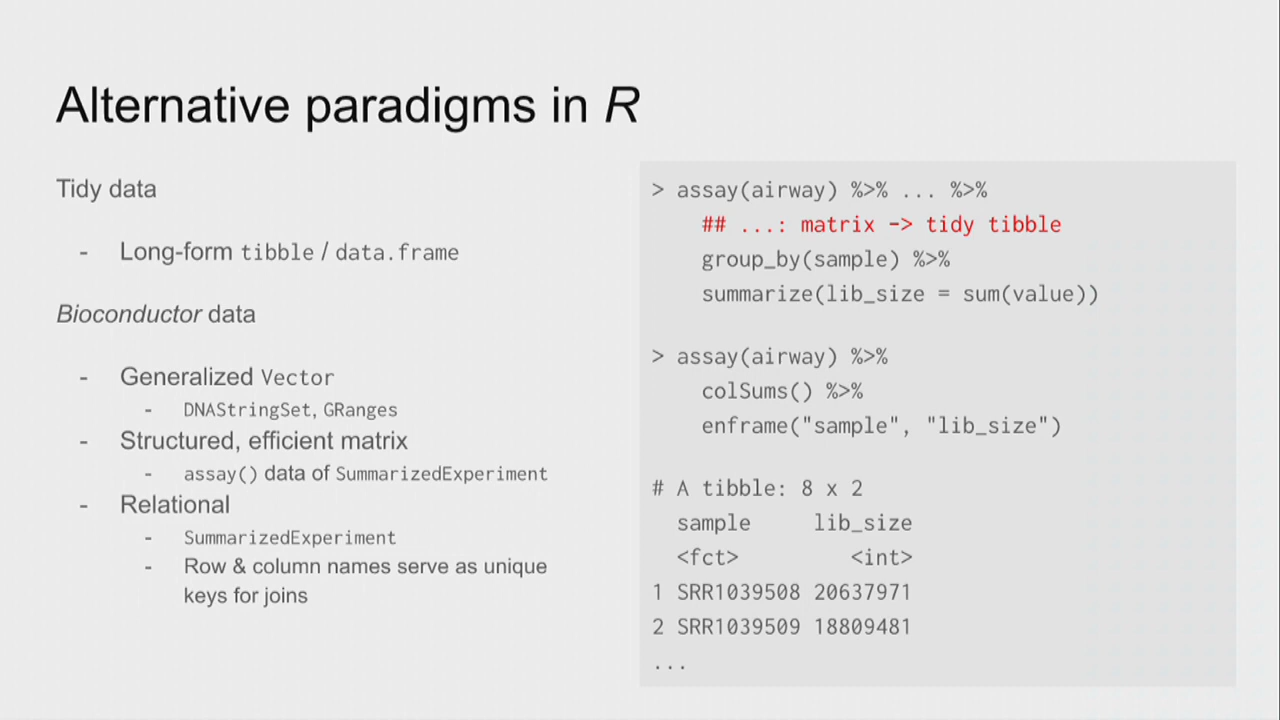 Alternative paradigms in R
Tidy data
- Long-form tibble / data.frame
Bioconductor data
- Generalized Vector
- DNAStringSet, GRanges
- Structured, efficient matrix
- assay() data of SummarizedExperiment
- Relational
- SummarizedExperiment
- Row & column names serve as unique
keys for joins
> assay(airway) %>% ... %>%
## ...: matrix -> tidy tibble
group_by(sample) %>%
summarize(lib_size = sum(value))
> assay(airway) %>%
colSums() %>%
enframe("sample", "lib_size")
# A tibble: 8 x 2
sample lib_size
<fct> <int>
1 SRR1039508 20637971
2 SRR1039509 18809481
...